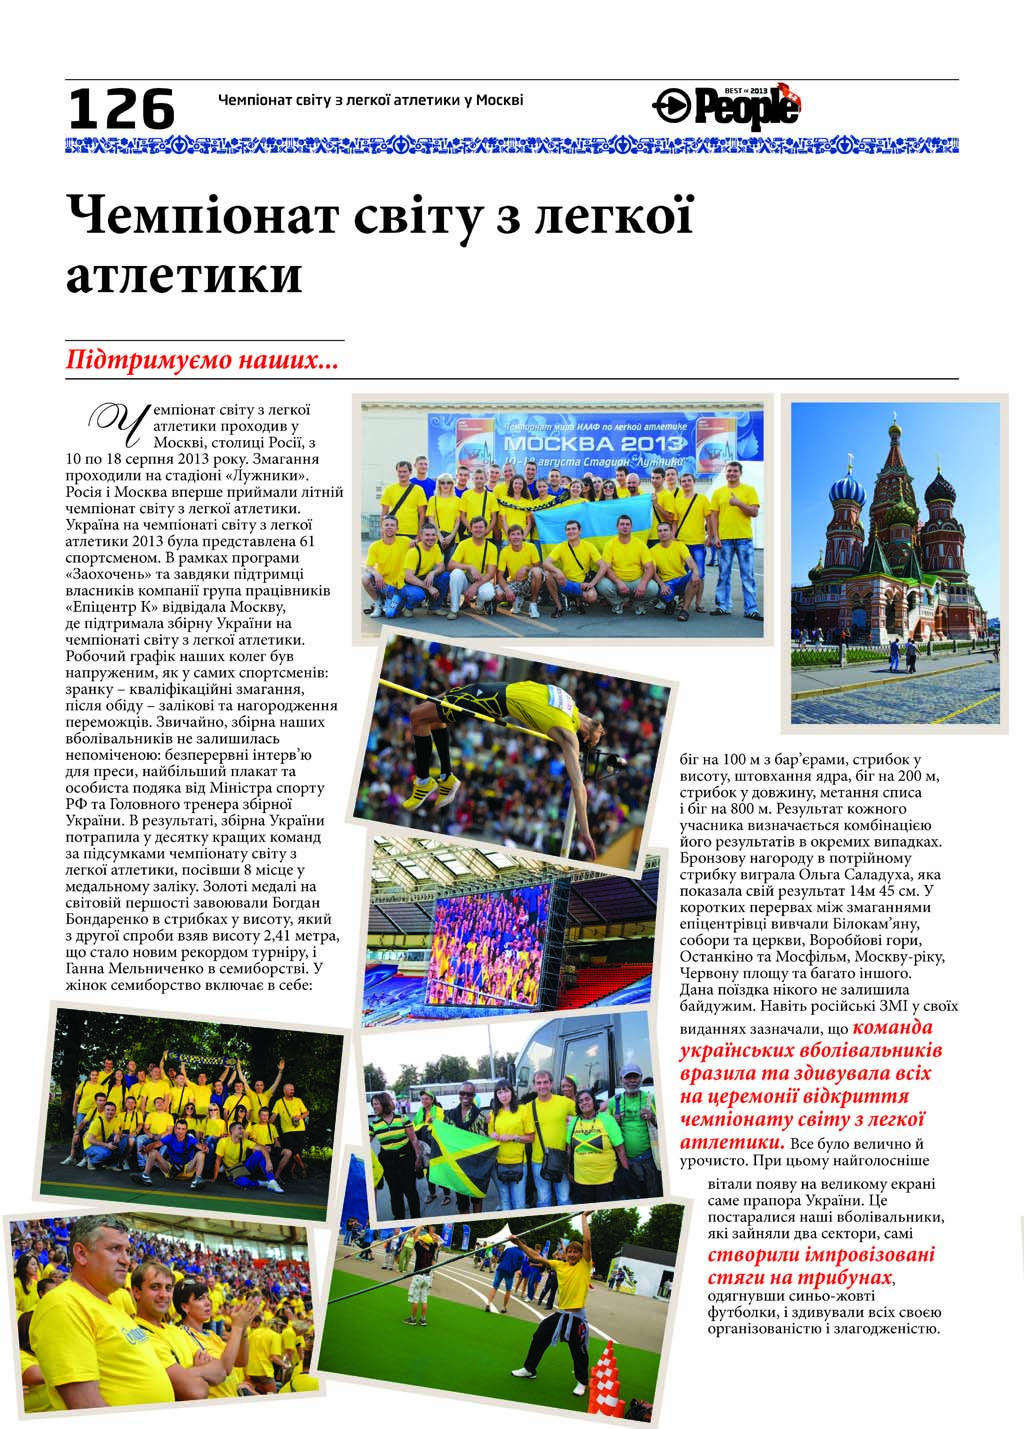 126
Чемпіонат світу з легкої атлетики у Москві
BEST OF 2013
People
Чемпіонат світу з легкої
атлетики
Підтримуємо наших...
Чемпіонат світу з легкої
атлетики проходив у
Москві, столиці Росії, з
10 по 18 серпня 2013 року. Змагання
проходили на стадіоні «Лужники».
Росія і Москва вперше приймали літній
чемпіонат світу з легкої атлетики.
Україна на чемпіонаті світу з легкої
атлетики 2013 була представлена 61
спортсменом. В рамках програми
«Заохочень» та завдяки підтримці
власників компанії група працівників
«Епіцентр К» відвідала Москву,
де підтримала збірну України на
чемпіонаті світу з легкої атлетики.
Робочий графік наших колег був
напруженим, як у самих спортсменів:
зранку – кваліфікаційні змагання,
після обіду – залікові та нагородження
переможців. Звичайно, збірна наших
вболівальників не залишилась
непоміченою: безперервні інтерв’ю
для преси, найбільший плакат та
особиста подяка від Міністра спорту
РФ та Головного тренера збірної
України. В результаті, збірна України
потрапила у десятку кращих команд
за підсумками чемпіонату світу з
легкої атлетики, посівши 8 місце у
медальному заліку. Золоті медалі на
світовій першості завоювали Богдан
Бондаренко в стрибках у висоту, який
з другої спроби взяв висоту 2,41 метра,
що стало новим рекордом турніру, і
Ганна Мельниченко в семиборстві. У
жінок семиборство включає в себе:
Чемпионат мира ИААФ по легкой атлетике
МОСКВА 2013
10-18 августа Стадион "Лужники"
біг на 100 м з бар’єрами, стрибок у
висоту, штовхання ядра, біг на 200 м,
стрибок у довжину, метання списа
і біг на 800 м. Результат кожного
учасника визначається комбінацією
його результатів в окремих випадках.
Бронзову нагороду в потрійному
стрибку виграла Ольга Саладуха, яка
показала свій результат 14м 45 см. У
коротких перервах між змаганнями
епіцентрівці вивчали Білокам’яну,
собори та церкви, Воробйові гори,
Останкіно та Мосфільм, Москву-ріку,
Червону площу та багато іншого.
Дана поїздка нікого не залишила
байдужим. Навіть російські ЗМІ у своїх
виданнях зазначали, що команда
українських вболівальників
вразила та здивувала всіх
на церемонії відкриття
чемпіонату світу з легкої
атлетики. Все було велично й
урочисто. При цьому найголосніше
вітали появу на великому екрані
саме прапора України. Це
постаралися наші вболівальники,
які зайняли два сектори, самі
створили імпровізовані
стяги на трибунах,
одягнувши синьо-жовті
футболки, і здивували всіх своєю
організованістю і злагодженістю.